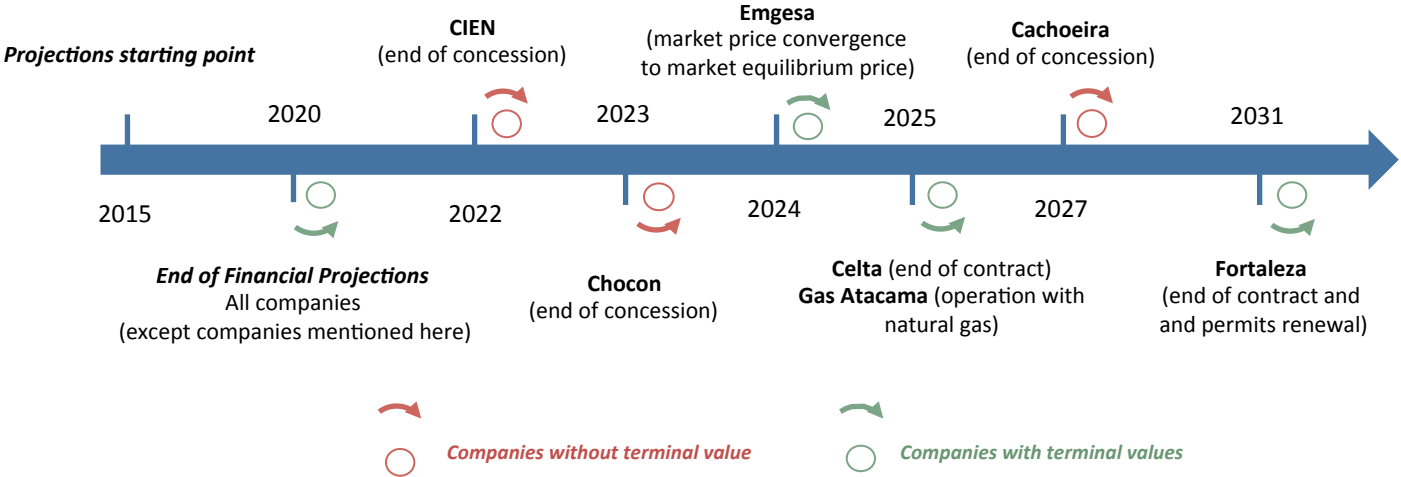 Projections starting point
CIEN
(end of concession)
Emgesa
(market price convergence
to market equilibrium price)
Cachoeira
(end of concession)
2020
2023
2025
2031
2015
2022
2024
2027
End of Financial Projections
All companies
(except companies mentioned here)
Chocon
(end of concession)
Celta (end of contract)
Gas Atacama (operation with
natural gas)
Fortaleza
(end of contract and
and permits renewal)
Companies without terminal value
Companies with terminal values